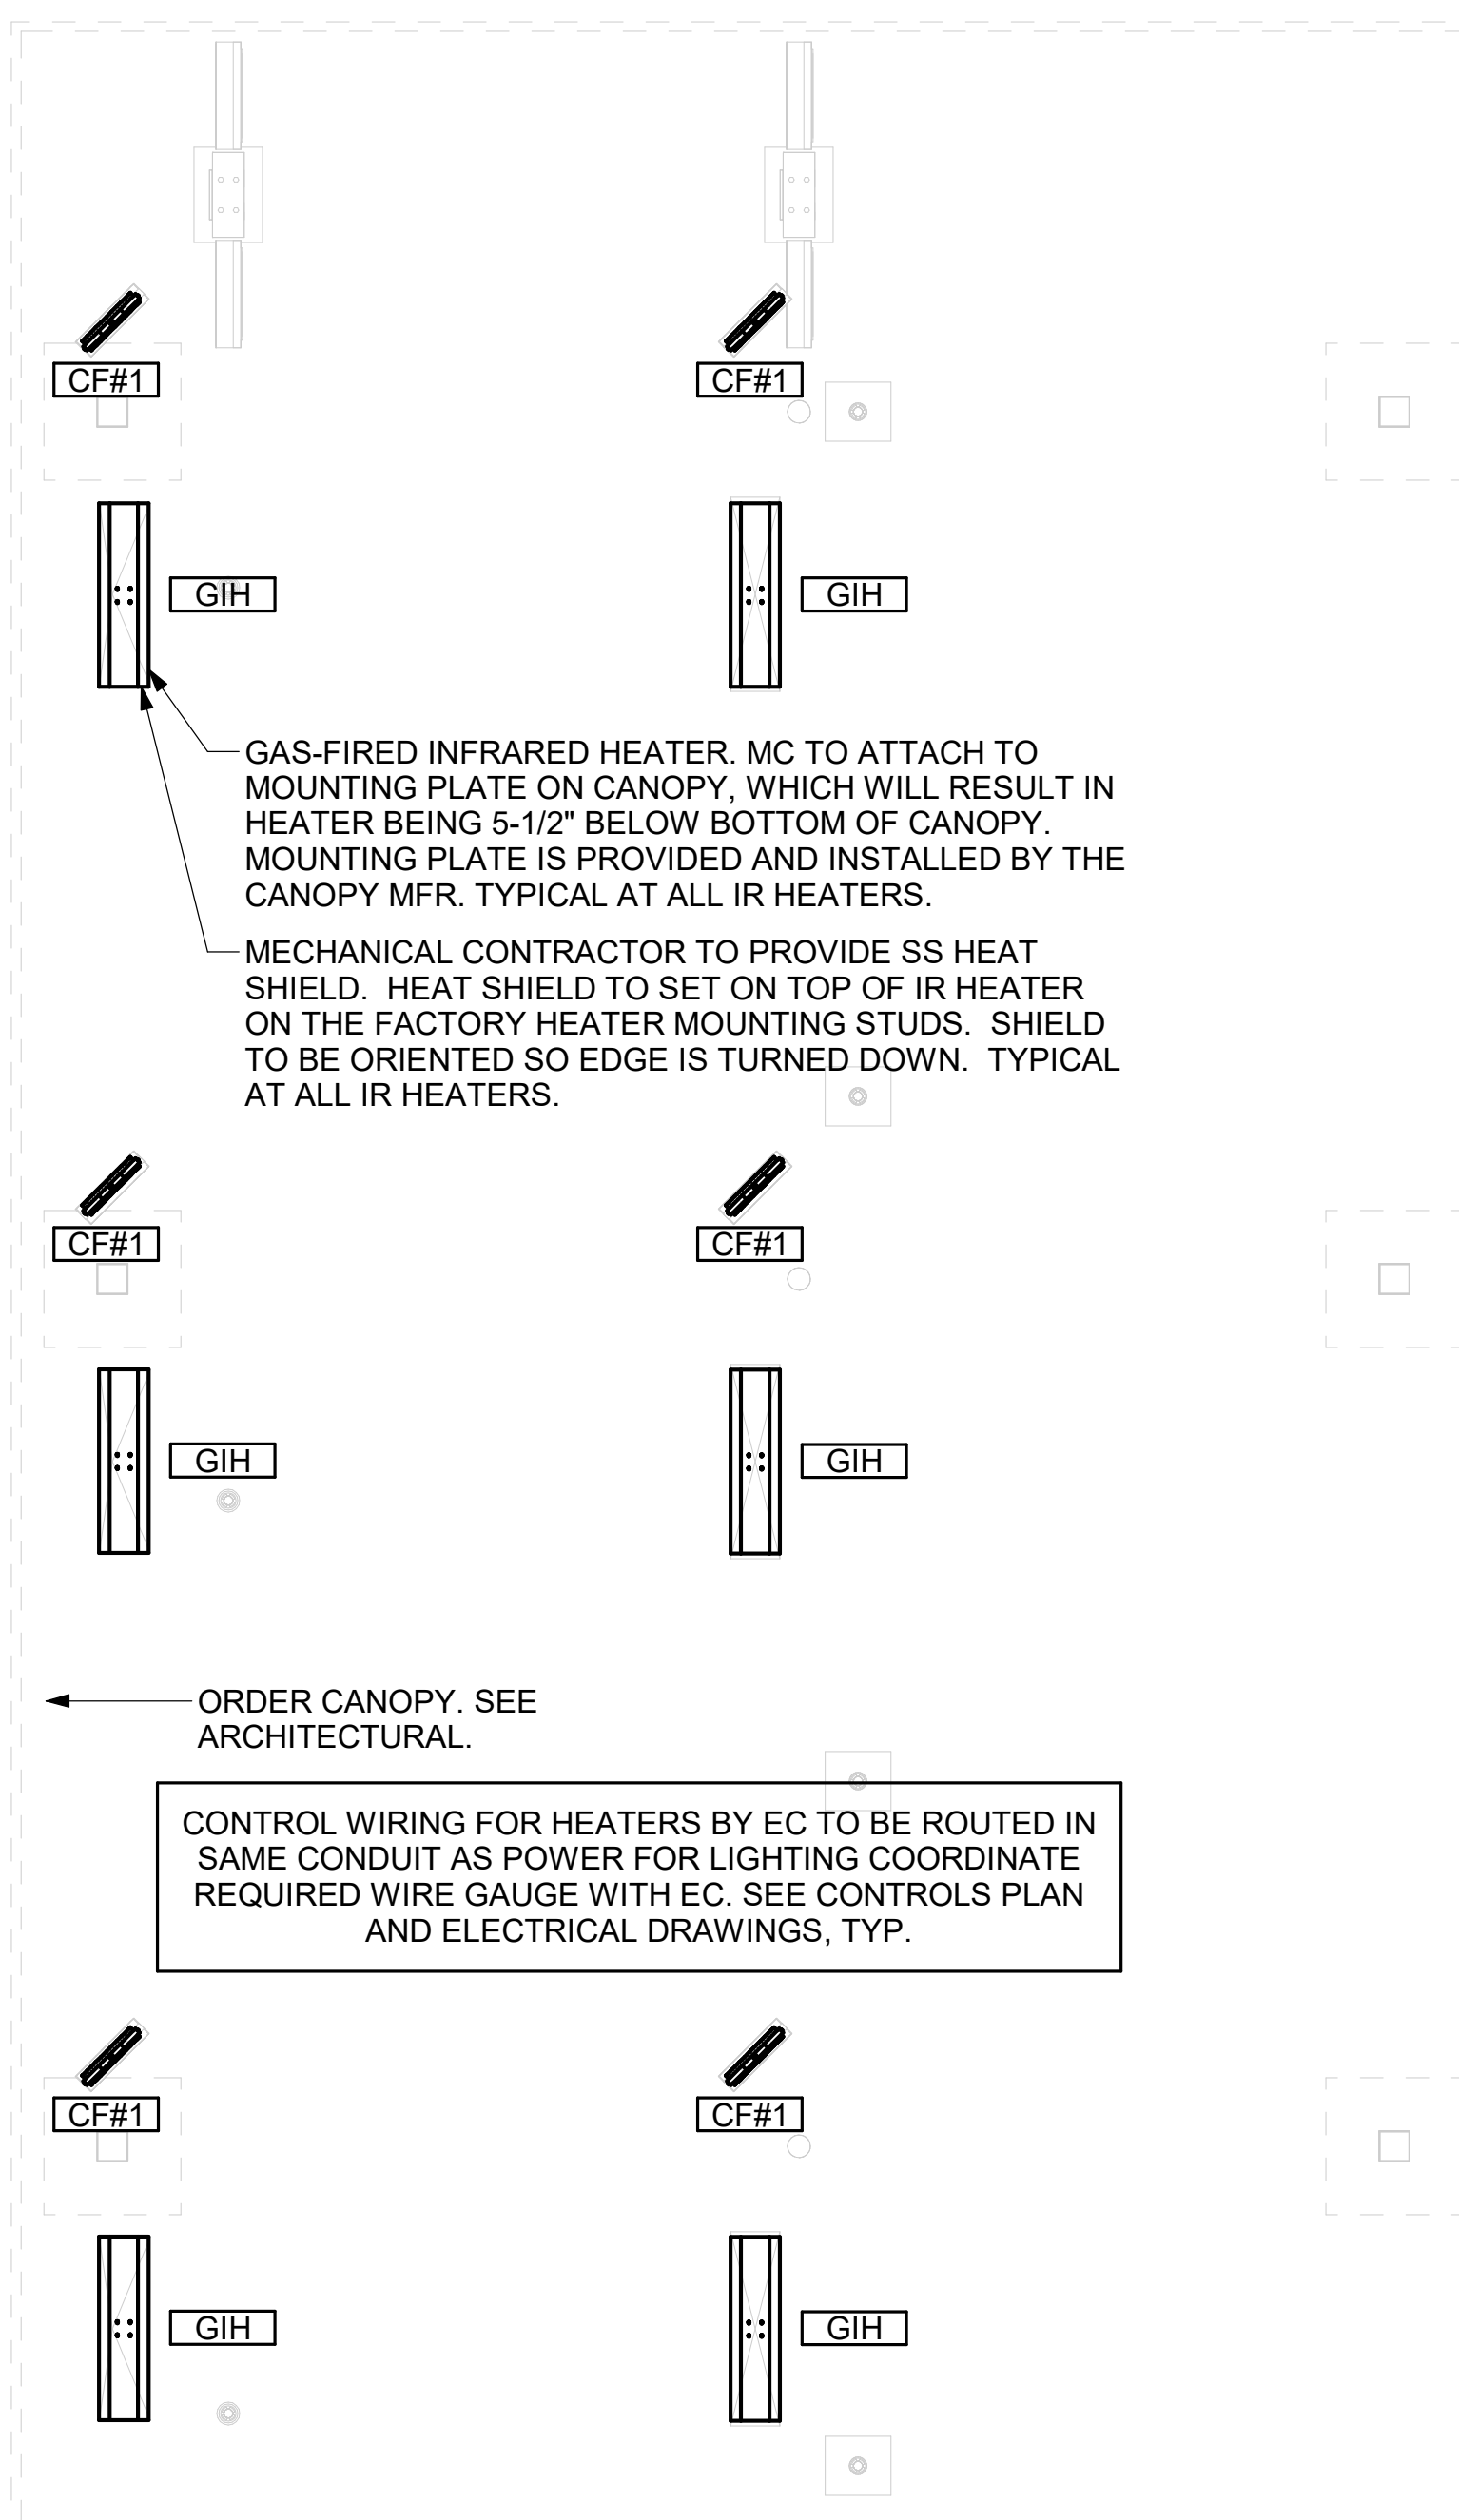 CF#1
CF#1
GIH
GIH
GAS-FIRED INFRARED HEATER. MC TO ATTACH TO
MOUNTING PLATE ON CANOPY, WHICH WILL RESULT IN
HEATER BEING 5-1/2" BELOW BOTTOM OF CANOPY.
MOUNTING PLATE IS PROVIDED AND INSTALLED BY THE
CANOPY MFR. TYPICAL AT ALL IR HEATERS.
MECHANICAL CONTRACTOR TO PROVIDE SS HEAT
SHIELD. HEAT SHIELD TO SET ON TOP OF IR HEATER
ON THE FACTORY HEATER MOUNTING STUDS. SHIELD
TO BE ORIENTED SO EDGE IS TURNED DOWN. TYPICAL
AT ALL IR HEATERS.
CF#1
CF#1
GIH
GIH
ORDER CANOPY. SEE
ARCHITECTURAL.
CONTROL WIRING FOR HEATERS BY EC TO BE ROUTED IN
SAME CONDUIT AS POWER FOR LIGHTING COORDINATE
REQUIRED WIRE GAUGE WITH EC. SEE CONTROLS PLAN
AND ELECTRICAL DRAWINGS, TYP.
CF#1
CF#1
GIH
GIH